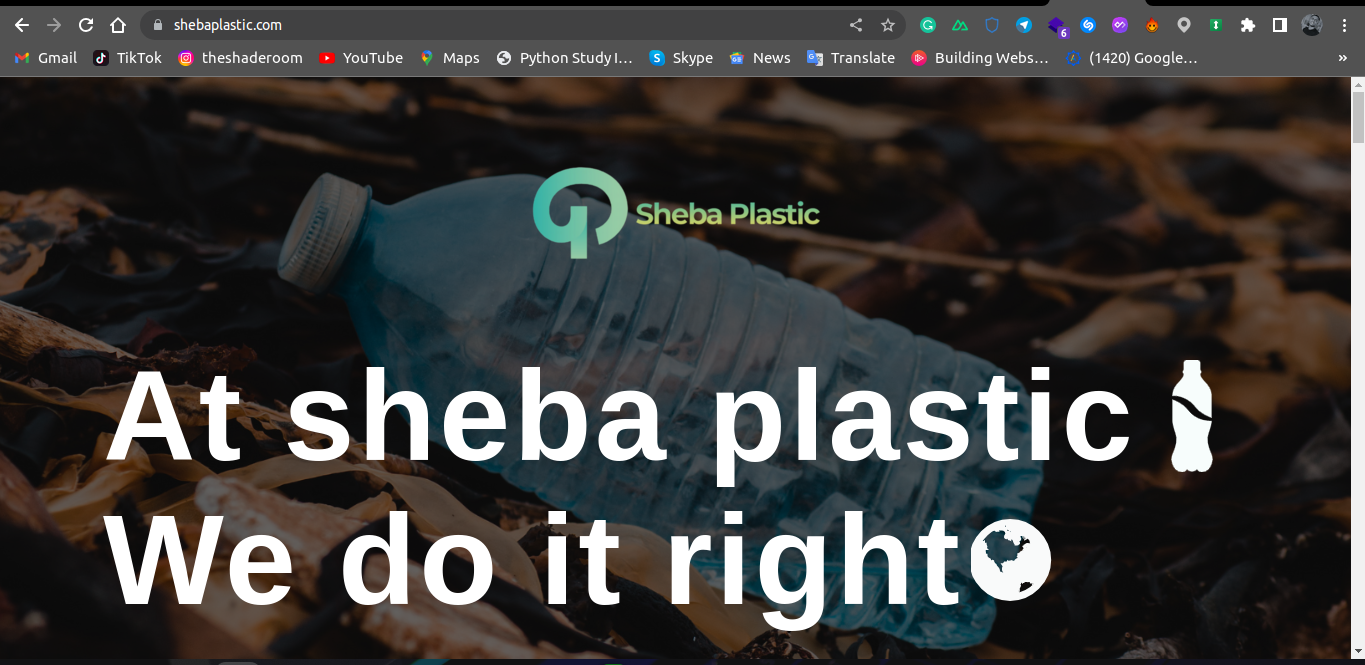 shebaplastic.com
6
Gmail TikTok theshaderoom YouTube Maps Python Study I... Skype News Translate Building Webs... (1420) Google... »
Sheba Plastic
At sheba plastic
We do it right